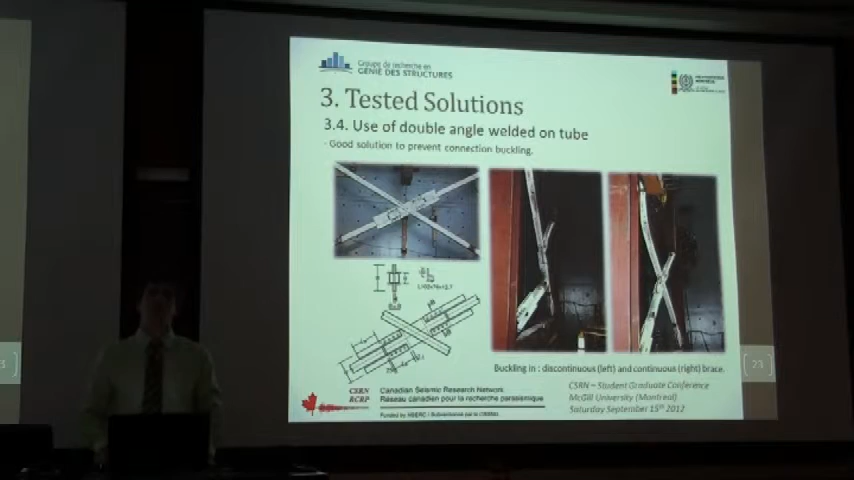 Groupe de recherche en
GÉNIE DES STRUCTURES
3. Tested Solutions
3.4. Use of double angle welded on tube
- Good solution to prevent connection buckling.
Buckling in : discontinuous (left) and continuous (right) brace.
CSRN
RCRP
Canadian Seismic Research Network
Réseau canadien pour la recherche parasismique
CSRN – Student Graduate Conference
McGill University (Montreal)
Saturday September 15th 2012
23
3